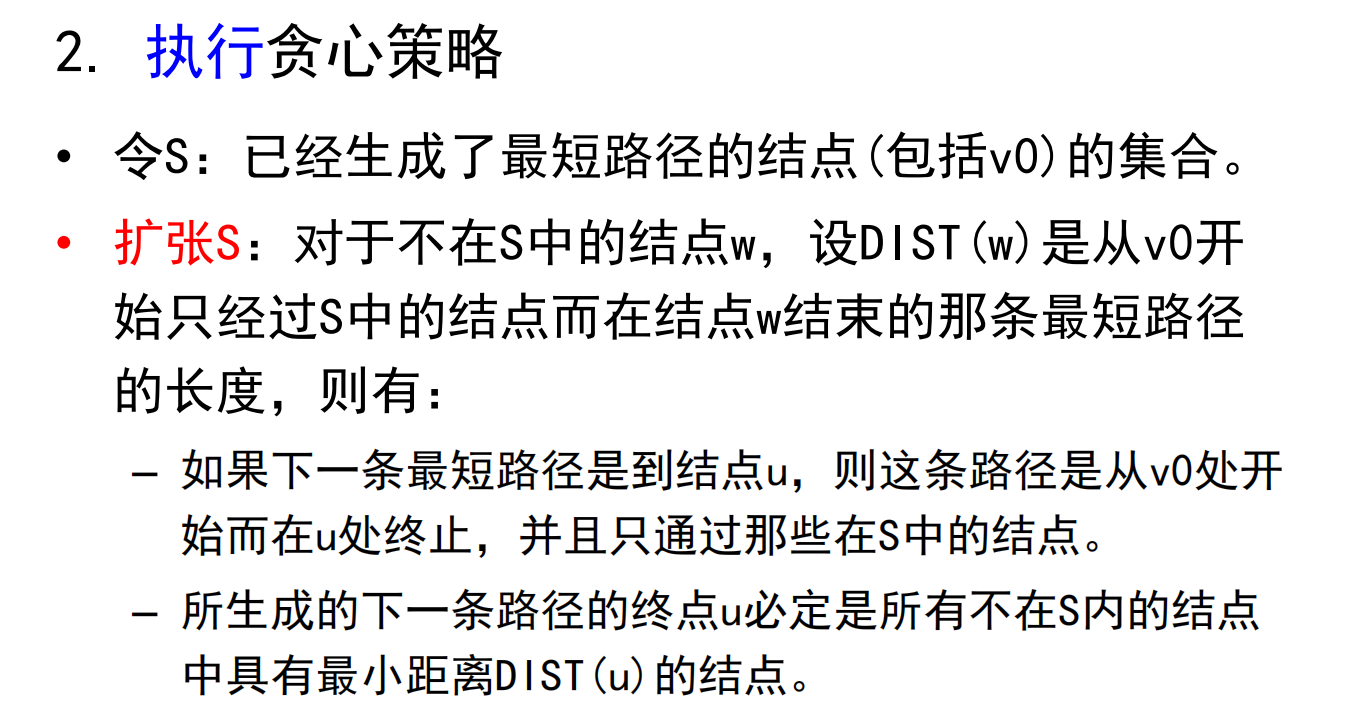 2. 执行贪心策略
• 令S：已经生成了最短路径的结点(包括v0)的集合。
• 扩张S：对于不在S中的结点w，设DIST(w)是从v0开
始只经过S中的结点而在结点w结束的那条最短路径
的长度，则有：
– 如果下一条最短路径是到结点u，则这条路径是从v0处开
始而在u处终止，并且只通过那些在S中的结点。
– 所生成的下一条路径的终点u必定是所有不在S内的结点
中具有最小距离DIST(u)的结点。